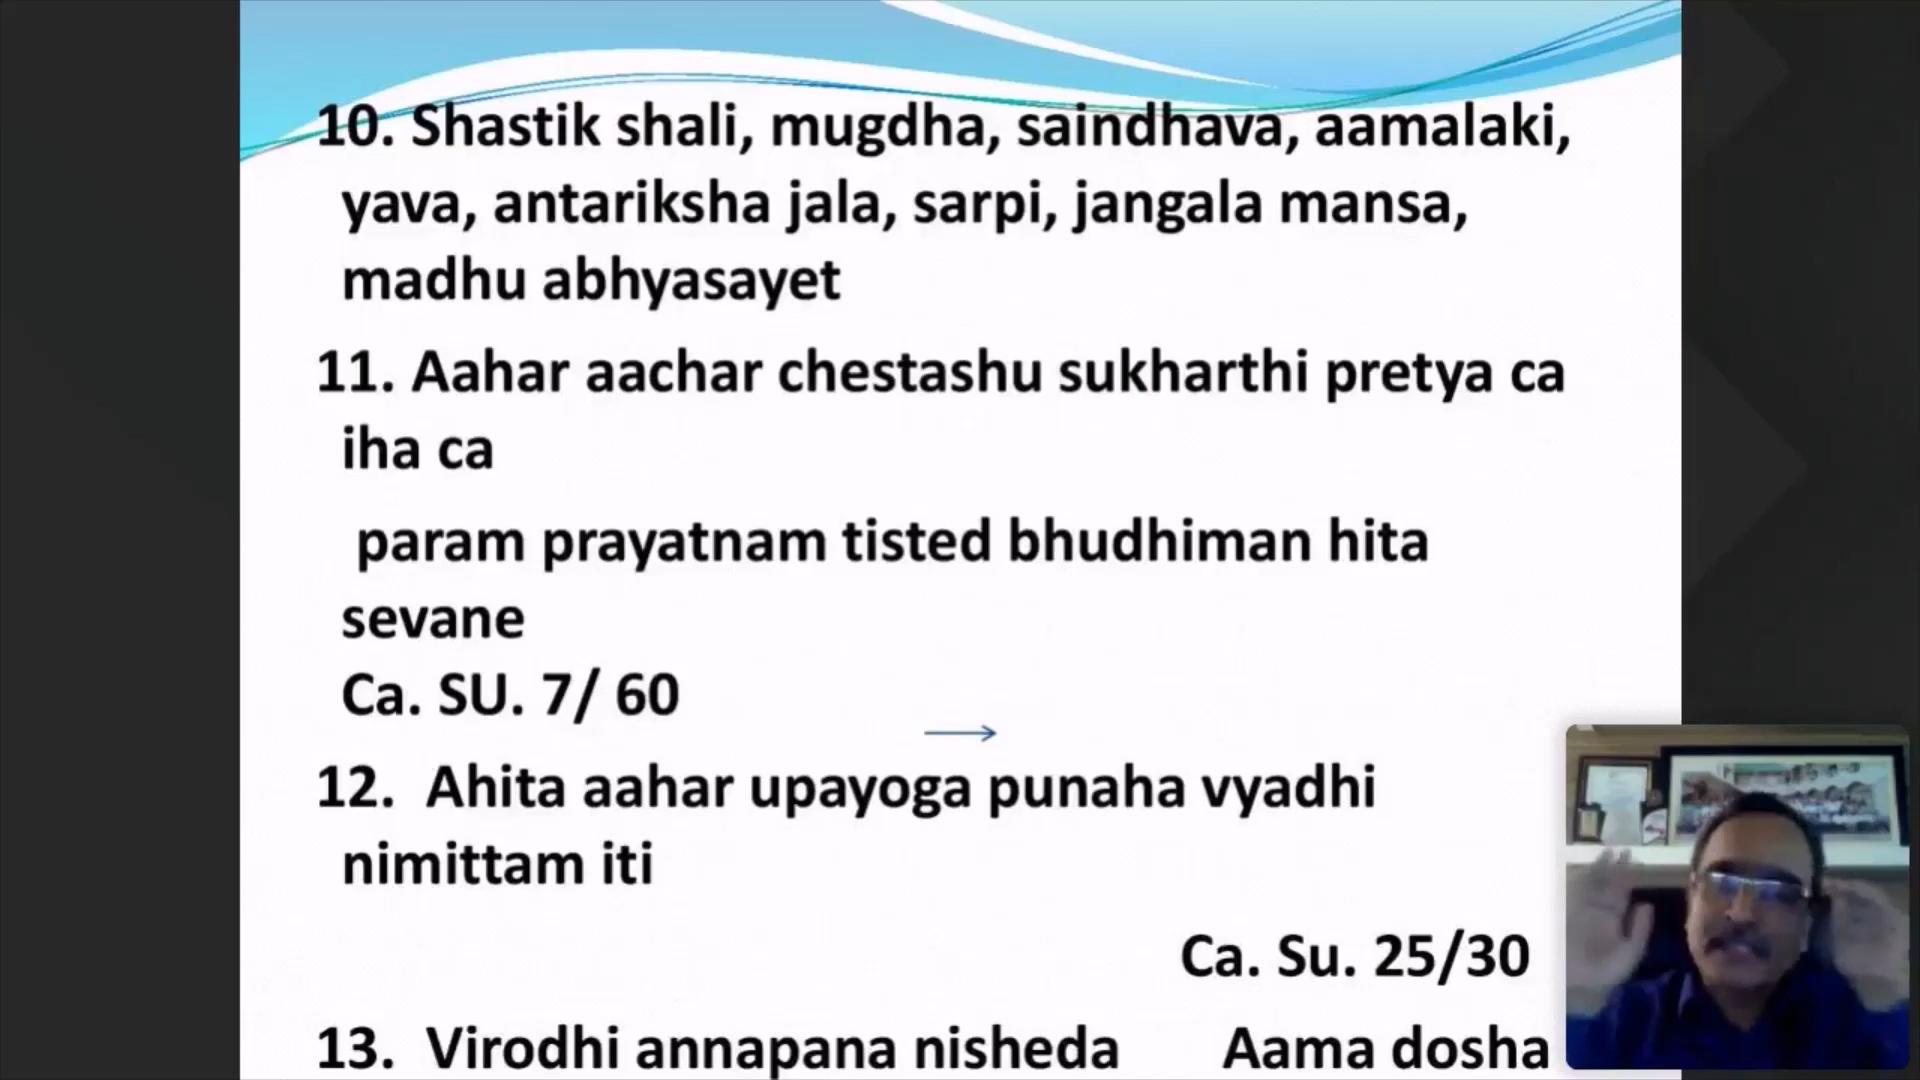 10. Shastik shali, mugdha, saindhava, aamalaki,
yava, antariksha jala, sarpi, jangala mansa,
madhu abhyasayet
11. Aahar aachar chestashu sukharthi pretya ca
iha ca
param prayatnam tisted bhudhiman hita
sevane
Ca. SU. 7/ 60
12. Ahita aahar upayoga punaha vyadhi
nimittam iti
Ca. Su. 25/30
13. Virodhi annapana nisheda Aama dosha